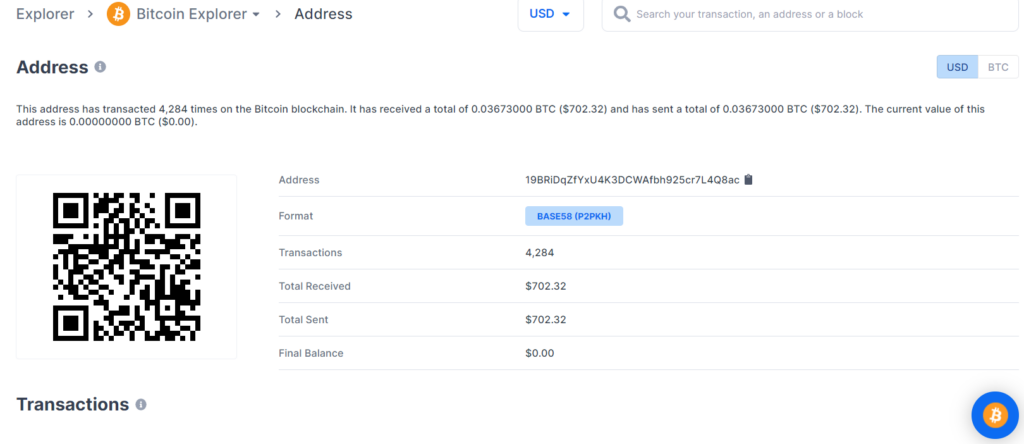 Explorer > Bitcoin Explorer > Address
USD
Search your transaction, an address or a block
Address
USD BTC
This address has transacted 4,284 times on the Bitcoin blockchain. It has received a total of 0.03673000 BTC ($702.32) and has sent a total of 0.03673000 BTC ($702.32). The current value of this
address is 0.00000000 BTC ($0.00).
Address 19BRiDqZfYxU4K3DCWAfbh925cr7L4Q8ac
Format BASE58 (P2PKH)
Transactions 4,284
Total Received $702.32
Total Sent $702.32
Final Balance $0.00
Transactions